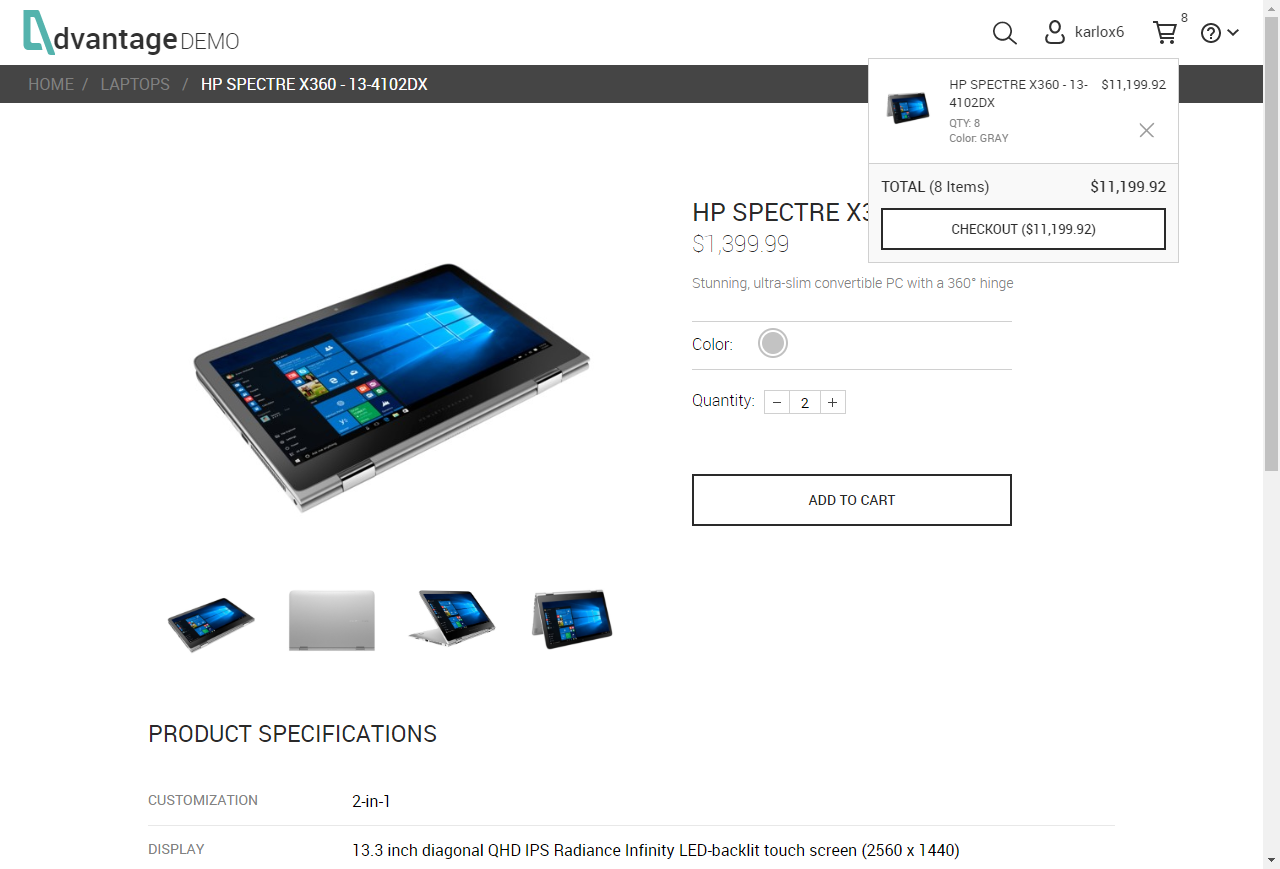 dvantage DEMO
karlox6
8
HOME / LAPTOPS / HP SPECTRE X360 - 13-4102DX
HP SPECTRE X360 - 13-
4102DX
$11,199.92
QTY: 8
Color: GRAY
TOTAL (8 Items) $11,199.92
CHECKOUT ($11,199.92)
HP SPECTRE X3
$1,399.99
Stunning, ultra-slim convertible PC with a 360° hinge
Color:
Quantity: − 2 +
ADD TO CART
PRODUCT SPECIFICATIONS
CUSTOMIZATION 2-in-1
DISPLAY 13.3 inch diagonal QHD IPS Radiance Infinity LED-backlit touch screen (2560 x 1440)